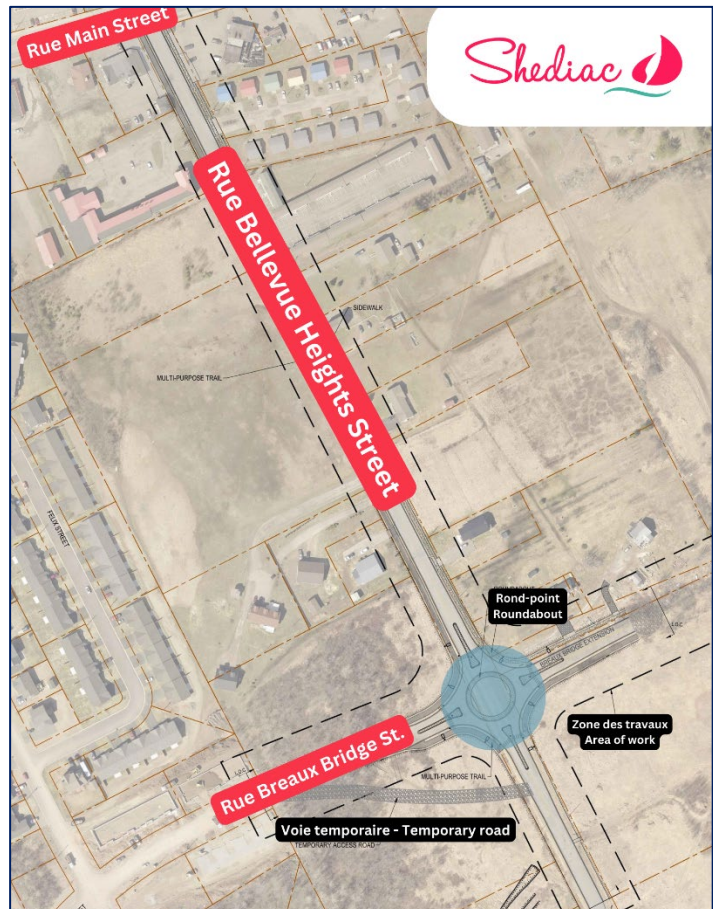 Rue Main Street
Shediac
Rue Bellevue Heights Street
SIDEWALK
MULTI-PURPOSE TRAIL
FELIX STREET
Rond-point
Roundabout
BREAUX BRIDGE EXTENSION
Zone des travaux
Area of work
Rue Breaux Bridge St.
MULTI-PURPOSE TRAIL
Voie temporaire - Temporary road
TEMPORARY ACCESS ROAD